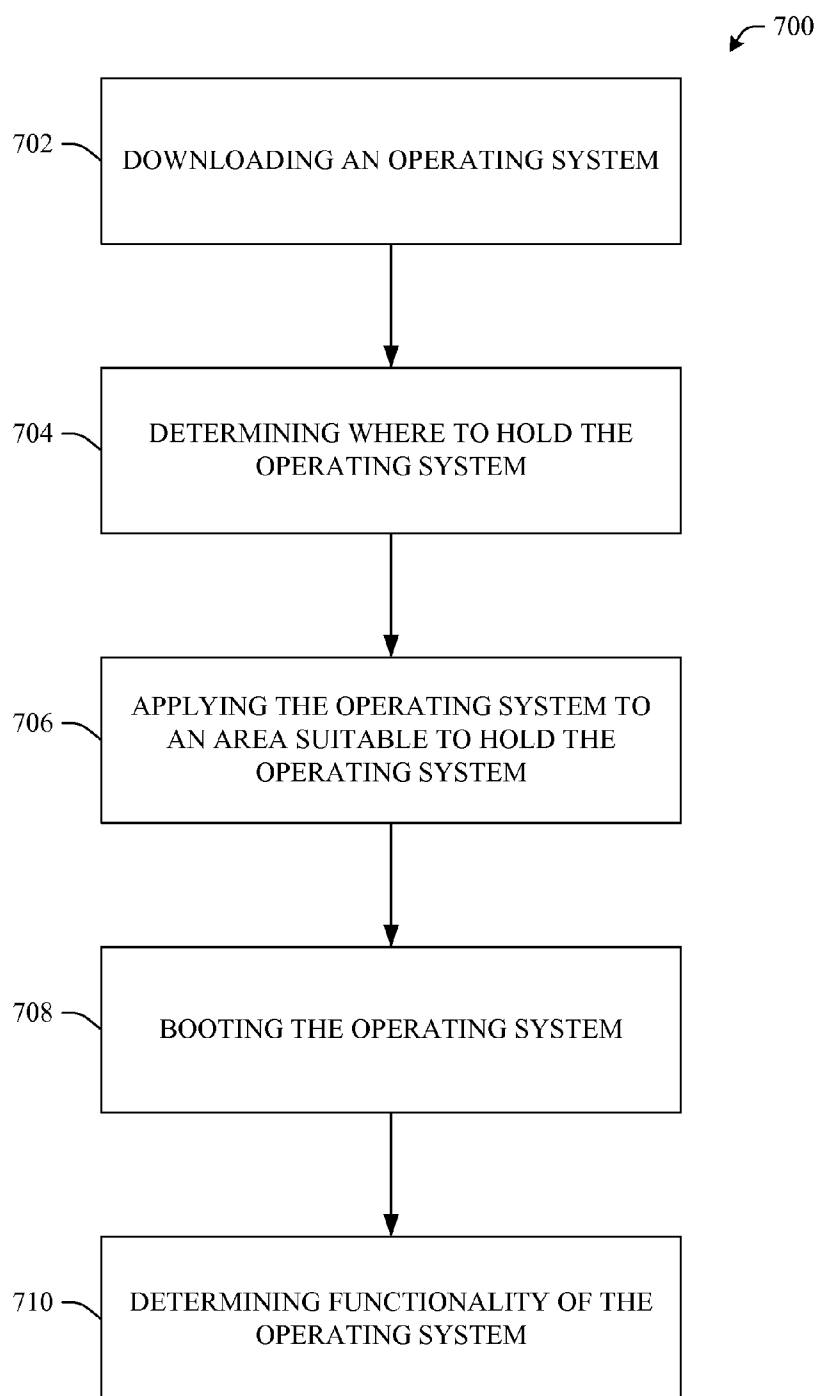 700
702
DOWNLOADING AN OPERATING SYSTEM
704
DETERMINING WHERE TO HOLD THE
OPERATING SYSTEM
706
APPLYING THE OPERATING SYSTEM TO
AN AREA SUITABLE TO HOLD THE
OPERATING SYSTEM
708
BOOTING THE OPERATING SYSTEM
710
DETERMINING FUNCTIONALITY OF THE
OPERATING SYSTEM